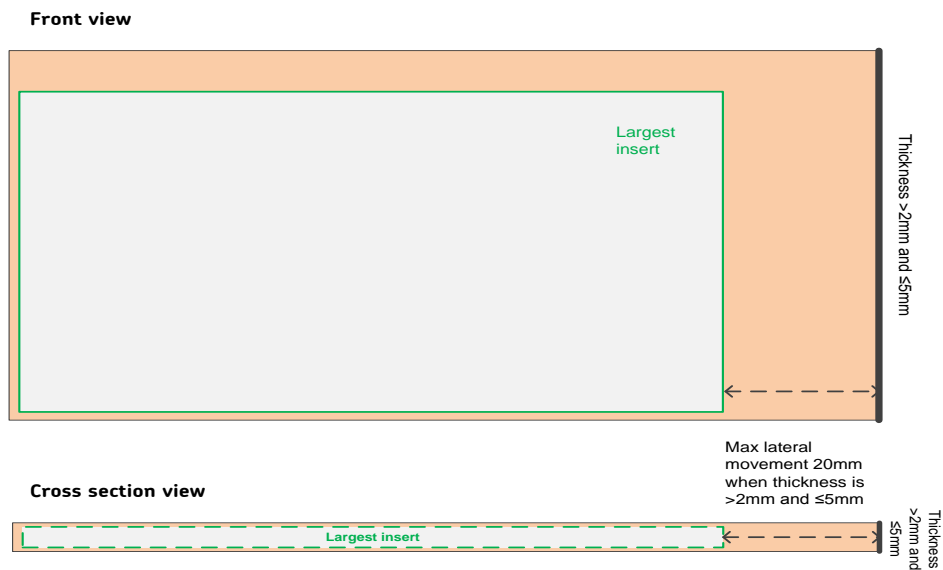 Front view
Largest
insert
Thickness >2mm and ≤5mm
Max lateral
movement 20mm
when thickness is
>2mm and ≤5mm
Cross section view
Largest insert
Thickness
>2mm and
≤5mm